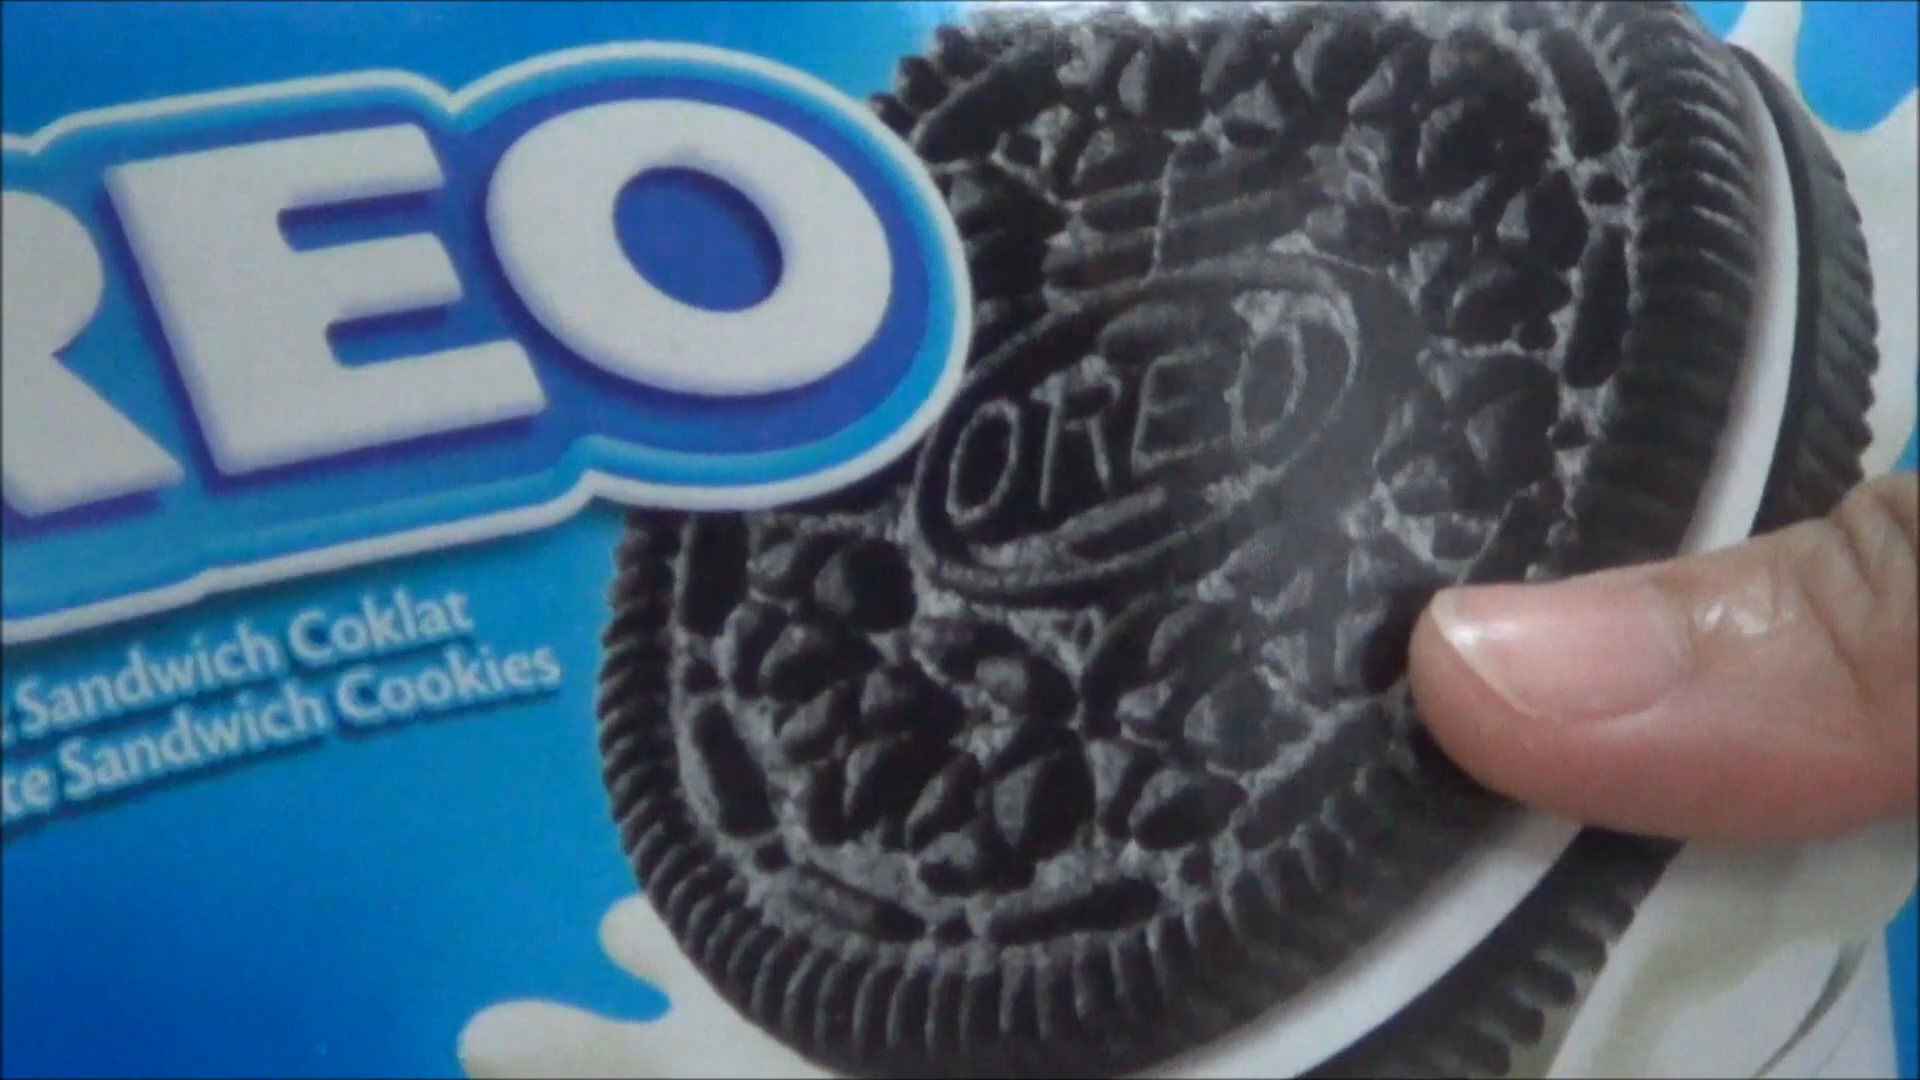 REO
Sandwich Coklat
te Sandwich Cookies
OREO